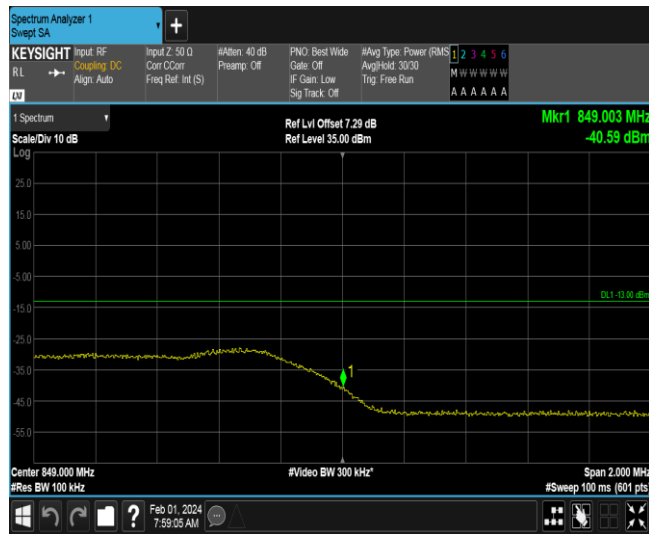 Spectrum Analyzer 1
Swept SA
+
KEYSIGHT
RL
LXI
Input: RF
Coupling: DC
Align: Auto
Input Z: 50 Ω
Corr CCorr
Freq Ref: Int (S)
#Atten: 40 dB
Preamp: Off
PNO: Best Wide
Gate: Off
IF Gain: Low
Sig Track: Off
#Avg Type: Power (RMS
Avg|Hold: 30/30
Trig: Free Run
1 2 3 4 5 6
M W W W W W
A A A A A A
1 Spectrum
Scale/Div 10 dB
Log
Ref Lvl Offset 7.29 dB
Ref Level 35.00 dBm
Mkr1 849.003 MHz
-40.59 dBm
25.0
15.0
5.00
-5.00
DL1 -13.00 dBm
-15.0
-25.0
-35.0
1
-45.0
-55.0
Center 849.000 MHz
#Res BW 100 kHz
#Video BW 300 kHz*
Span 2.000 MHz
#Sweep 100 ms (601 pts)
?
Feb 01, 2024
7:59:05 AM